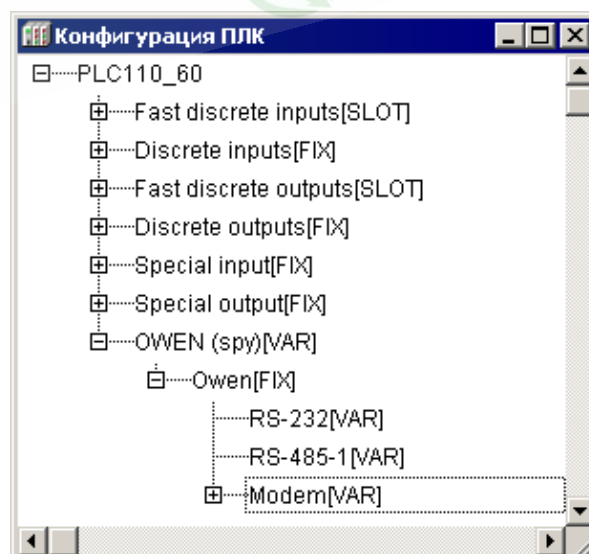 Конфигурация ПЛК
PLC110_60
Fast discrete inputs[SLOT]
Discrete inputs[FIX]
Fast discrete outputs[SLOT]
Discrete outputs[FIX]
Special input[FIX]
Special output[FIX]
OWEN (spy)[VAR]
Owen[FIX]
RS-232[VAR]
RS-485-1[VAR]
Modem[VAR]